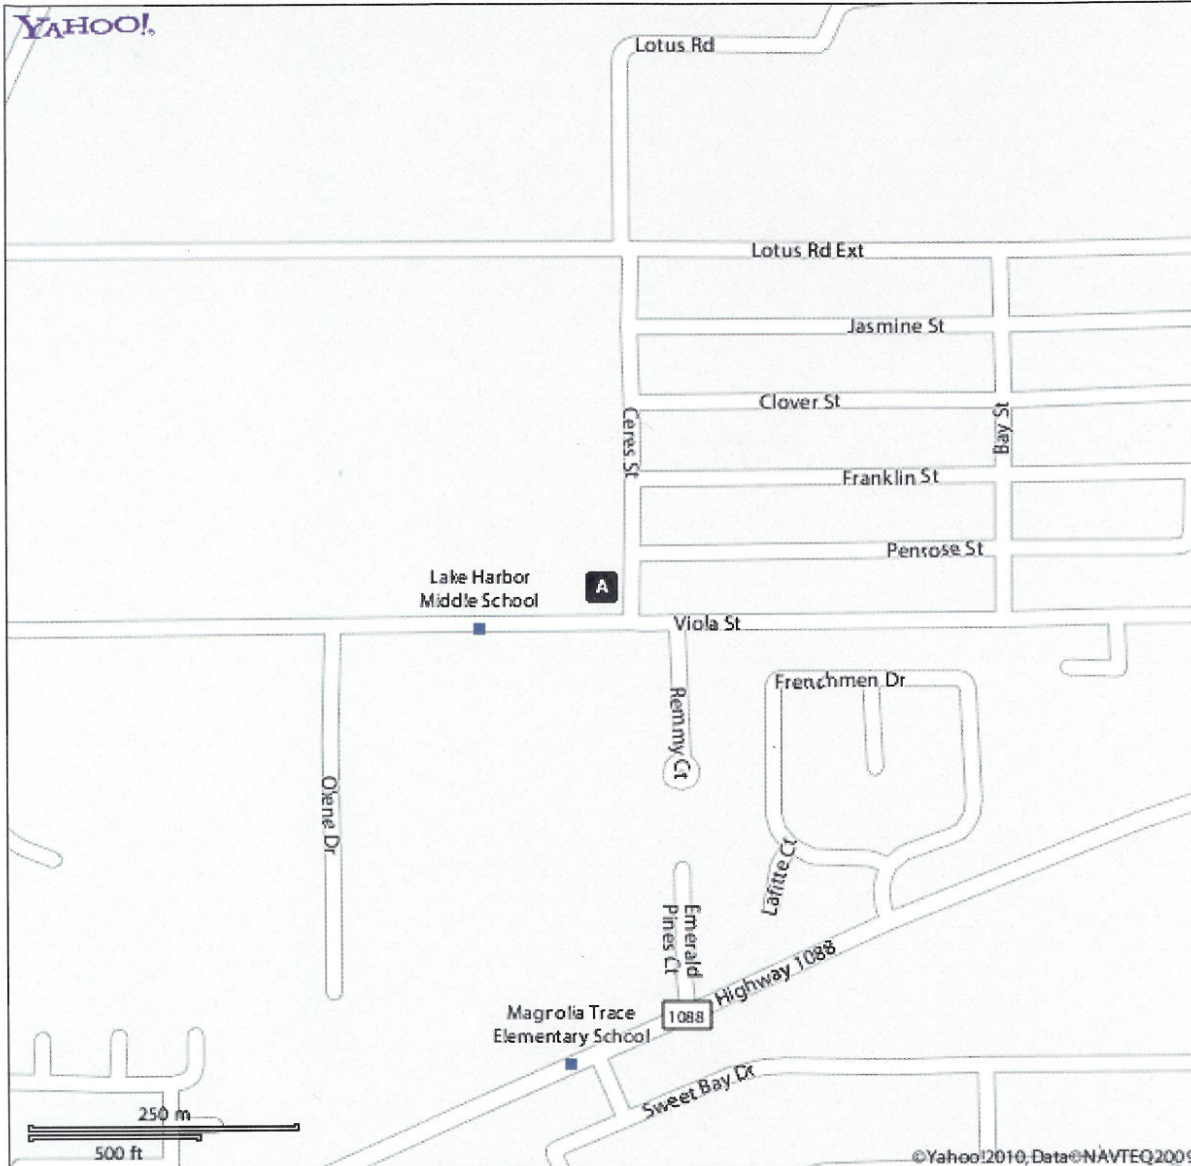 YAHOO!
Lotus Rd
Lotus Rd Ext
Jasmine St
Clover St
Ceres St
Bay St
Franklin St
Penrose St
Lake Harbor
Middle School
A
Viola St
Frenchmen Dr
Remmy Ct
Olene Dr
Lafitte Ct
Emerald
Pines Ct
Highway 1088
Magnolia Trace
Elementary School
1088
Sweet Bay Dr
250 m
500 ft
©Yahoo!2010, Data©NAVTEQ2009